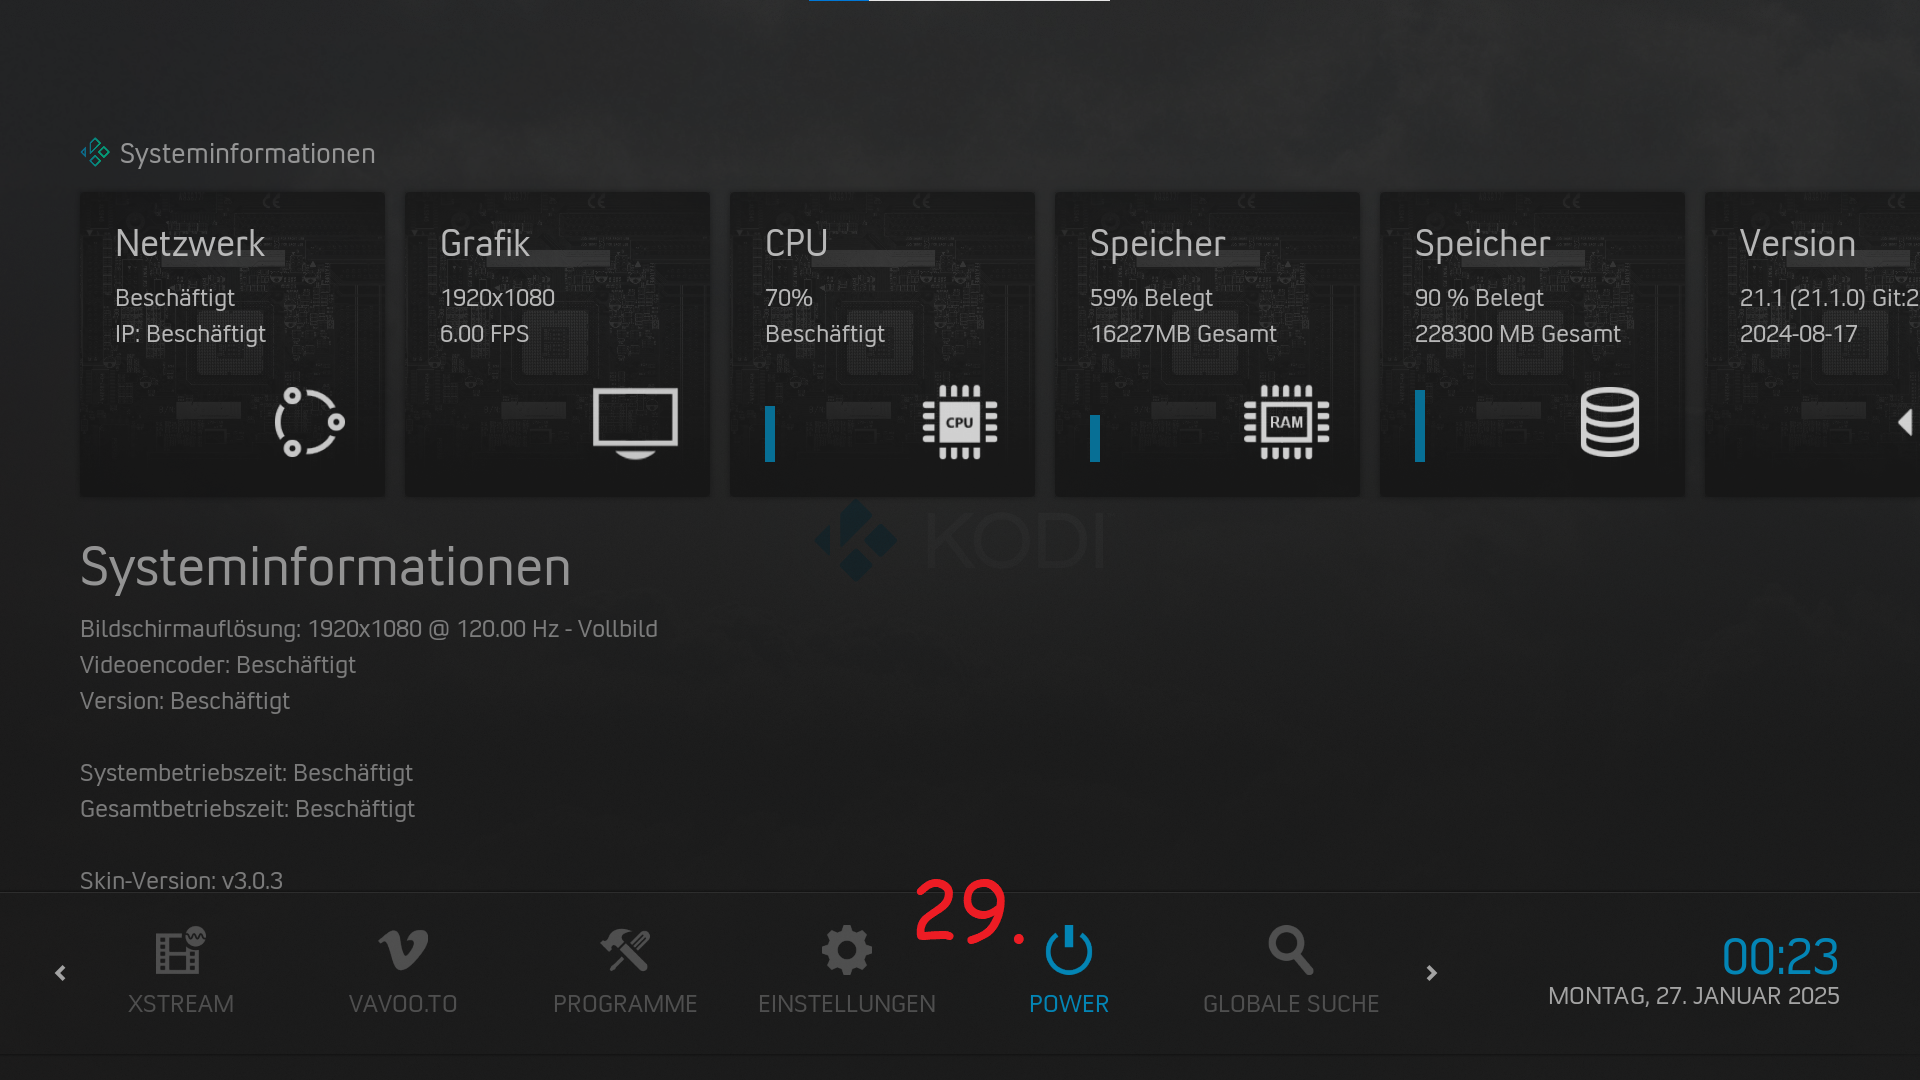 Systeminformationen
Netzwerk
Beschäftigt
IP: Beschäftigt
Grafik
1920x1080
6.00 FPS
CPU
70%
Beschäftigt
CPU
Speicher
59% Belegt
16227MB Gesamt
RAM
Speicher
90 % Belegt
228300 MB Gesamt
Version
21.1 (21.1.0) Git:2
2024-08-17
KODI
Systeminformationen
Bildschirmauflösung: 1920x1080 @ 120.00 Hz - Vollbild
Videoencoder: Beschäftigt
Version: Beschäftigt
Systembetriebszeit: Beschäftigt
Gesamtbetriebszeit: Beschäftigt
Skin-Version: v3.0.3
29.
XSTREAM
VAVOO.TO
PROGRAMME
EINSTELLUNGEN
POWER
GLOBALE SUCHE
00:23
MONTAG, 27. JANUAR 2025